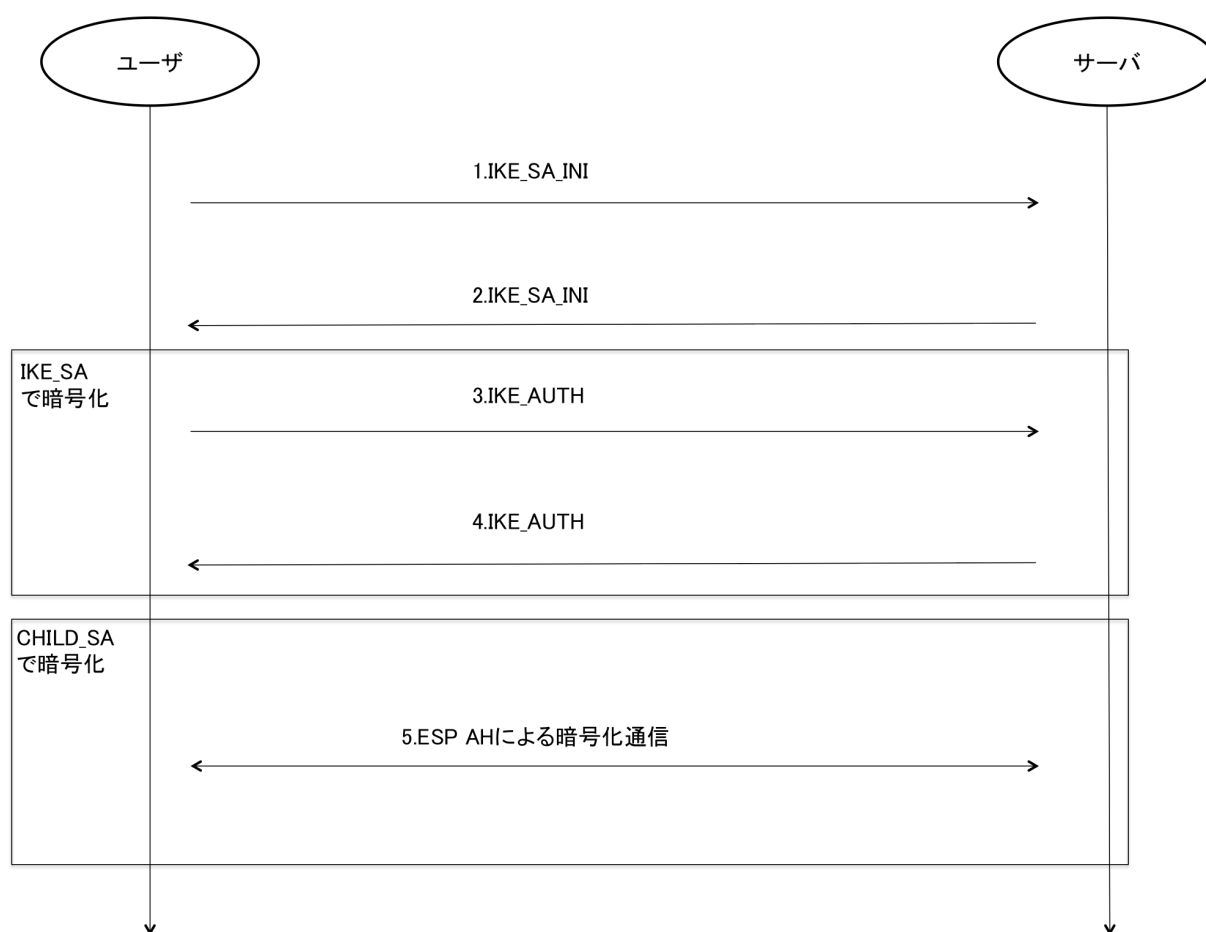 ユーザ
サーバ
1.IKE_SA_INI
2.IKE_SA_INI
IKE_SA
で暗号化
3.IKE_AUTH
4.IKE_AUTH
CHILD_SA
で暗号化
5.ESP AHによる暗号化通信